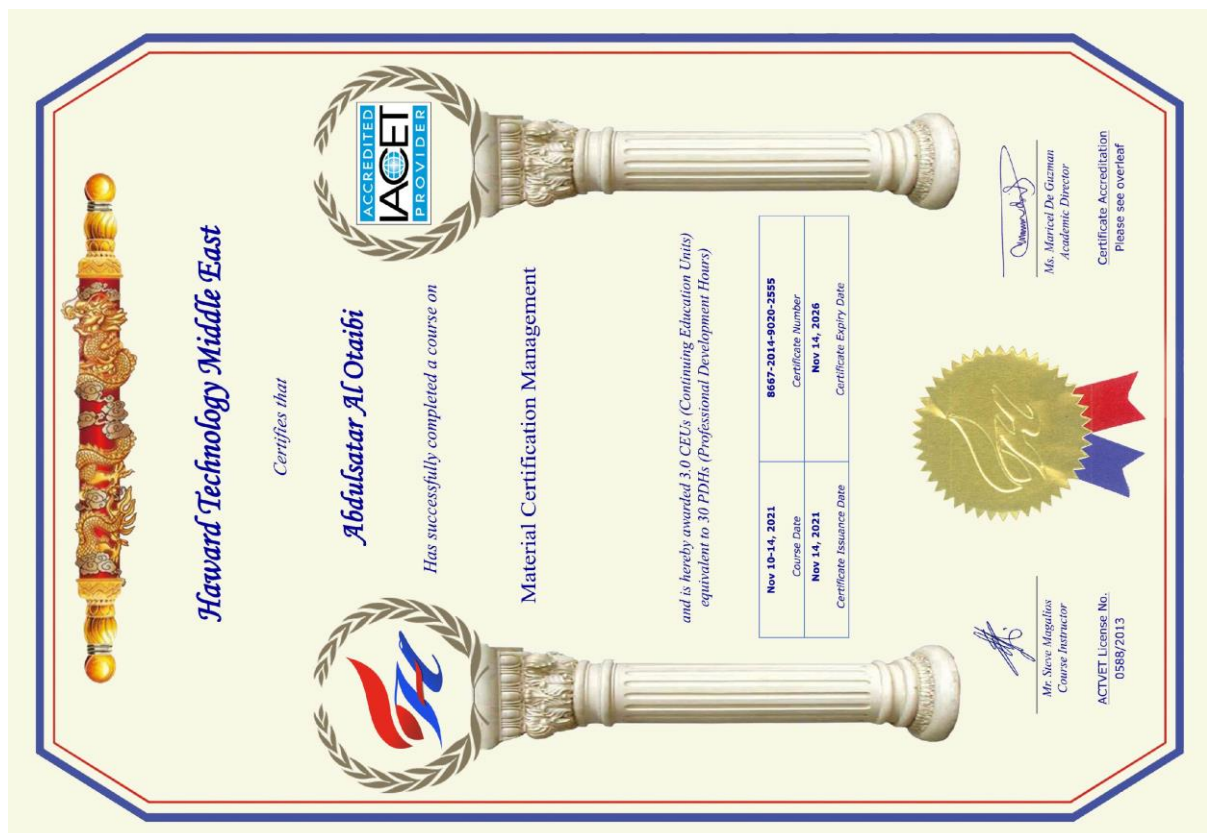 Haward Technology Middle East
Certifies that
Abdulsatar Al Otaibi
ACCREDITED
IACET
PROVIDER
Has successfully completed a course on
Material Certification Management
and is hereby awarded 3.0 CEUs (Continuing Education Units)
equivalent to 30 PDHs (Professional Development Hours)
Nov 10-14, 2021
8667-2014-9020-2555
Course Date
Certificate Number
Nov 14, 2021
Nov 14, 2026
Certificate Issuance Date
Certificate Expiry Date
Mr. Steve Magalios
Course Instructor
Ms. Maricel De Guzman
Academic Director
ACTVET License No.
0588/2013
Certificate Accreditation
Please see overleaf